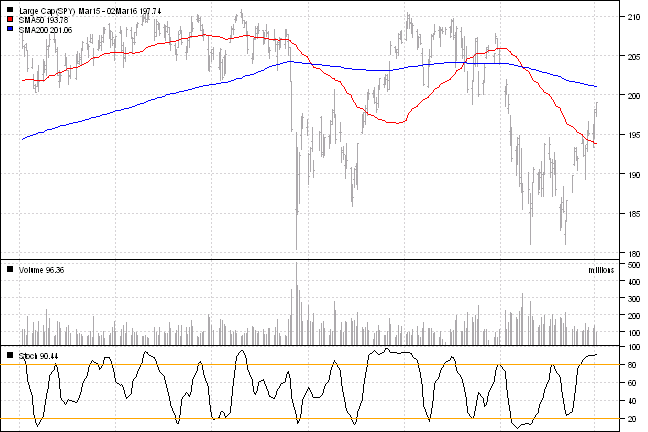 Large Cap(SPY) Mar15 - 02Mar16 197.74
SMA50 193.78
SMA200 201.06
210
205
200
195
190
185
180
Volume 96.36
millions
500
400
300
200
100
Stoch 90.44
100
80
60
40
20